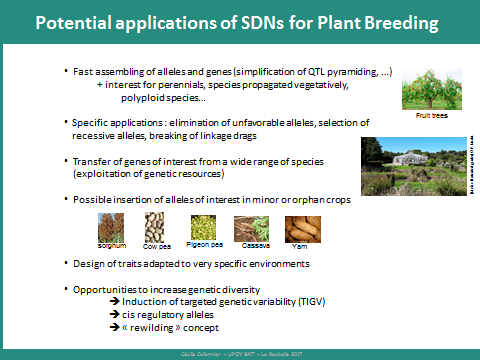 Potential applications of SDNs for Plant Breeding
• Fast assembling of alleles and genes (simplification of QTL pyramiding, ...)
+ interest for perennials, species propagated vegetatively,
polyploid species...
Fruit trees
• Specific applications : elimination of unfavorable alleles, selection of
recessive alleles, breaking of linkage drags
• Transfer of genes of interest from a wide range of species
(exploitation of genetic resources)
• Possible insertion of alleles of interest in minor or orphan crops
sorghum
Cow pea
Pigeon pea
Cassava
Yam
• Design of traits adapted to very specific environments
• Opportunities to increase genetic diversity
➔ Induction of targeted genetic variability (TIGV)
➔ cis regulatory alleles
➔ « rewilding » concept
Cécile Collonnier – UPOV BMT – La Rochelle 2017